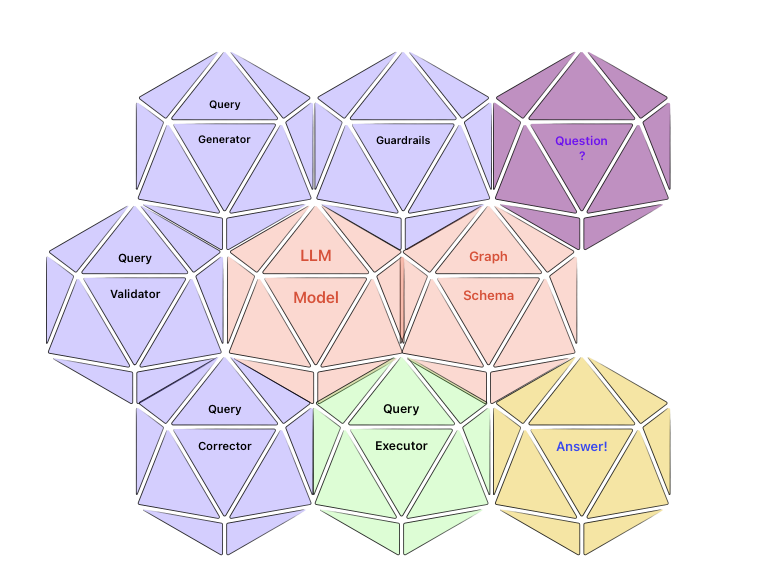 Query
Generator
Guardrails
Question
?
Query
Validator
LLM
Model
Graph
Schema
Query
Corrector
Query
Executor
Answer!